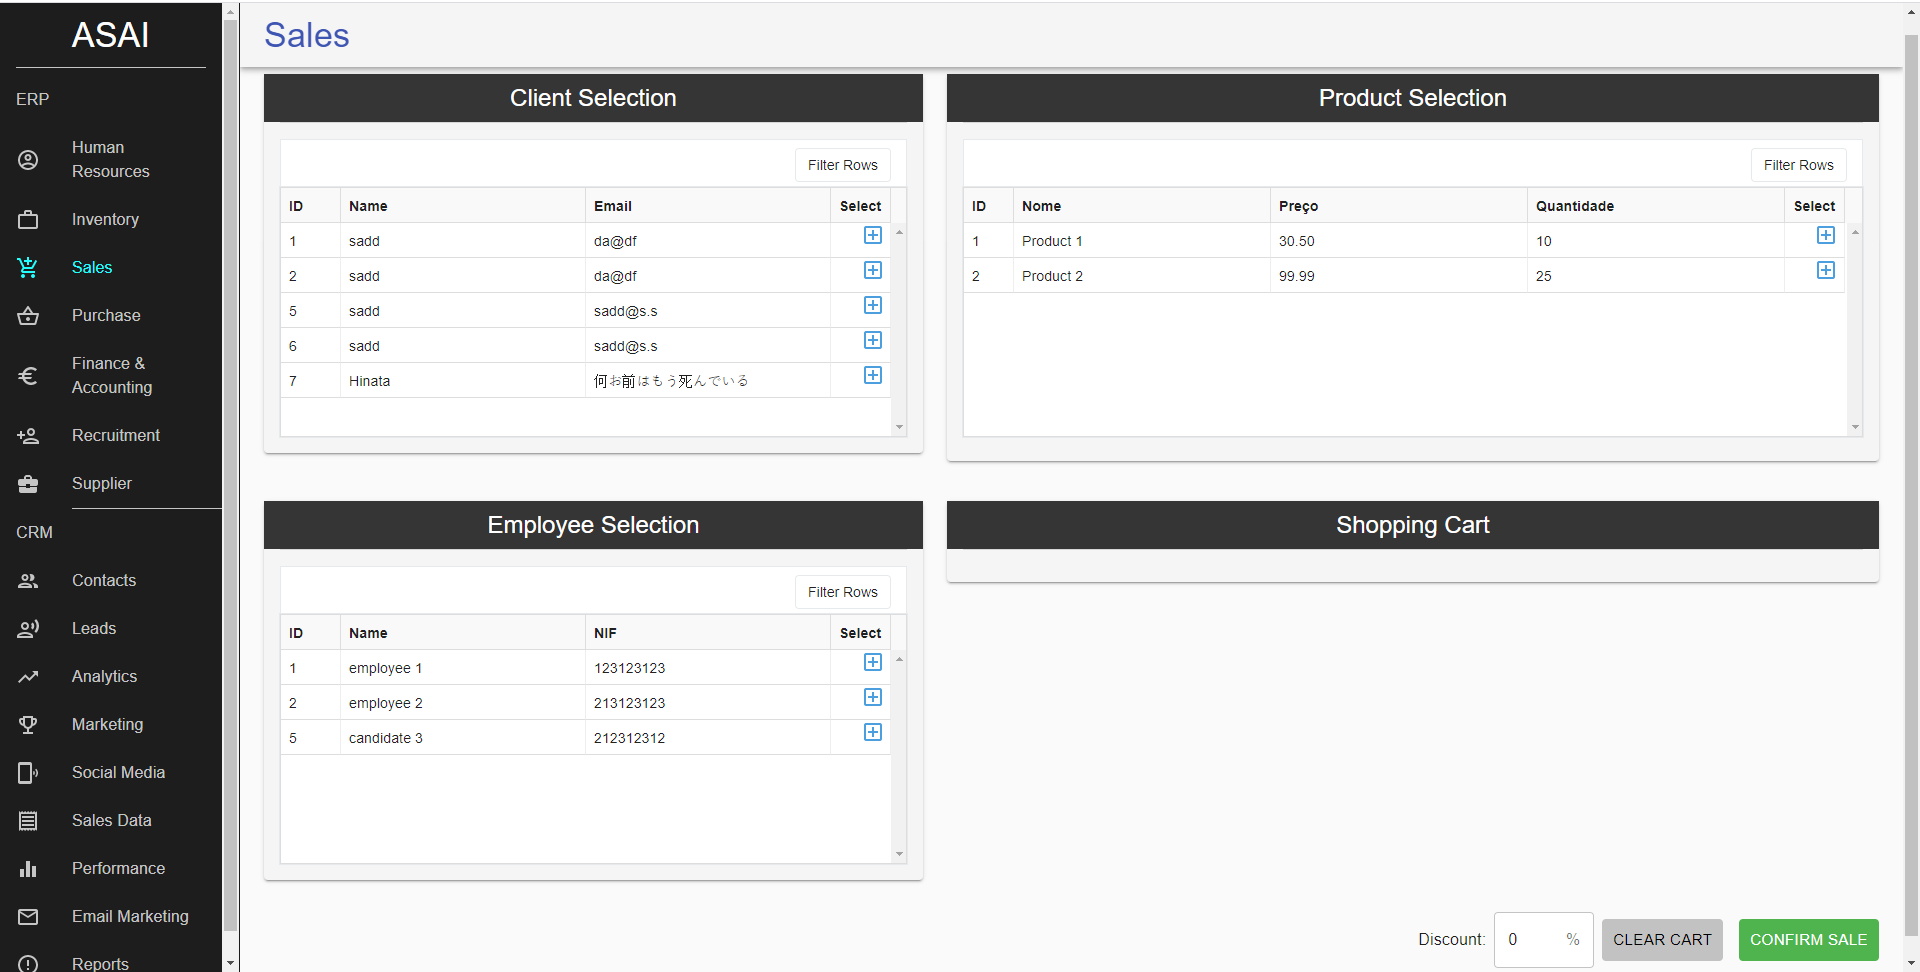 ASAI
ERP
Human
Resources
Inventory
Sales
Purchase
Finance &
Accounting
Recruitment
Supplier
CRM
Contacts
Leads
Analytics
Marketing
Social Media
Sales Data
Performance
Email Marketing
Reports
Sales
Client Selection
Filter Rows
ID Name Email Select
1 sadd da@df
2 sadd da@df
5 sadd sadd@s.s
6 sadd sadd@s.s
7 Hinata 何お前はもう死んでいる
Product Selection
Filter Rows
ID Nome Preço Quantidade Select
1 Product 1 30.50 10
2 Product 2 99.99 25
Employee Selection
Filter Rows
ID Name NIF Select
1 employee 1 123123123
2 employee 2 213123123
5 candidate 3 212312312
Shopping Cart
Discount: 0 % CLEAR CART CONFIRM SALE